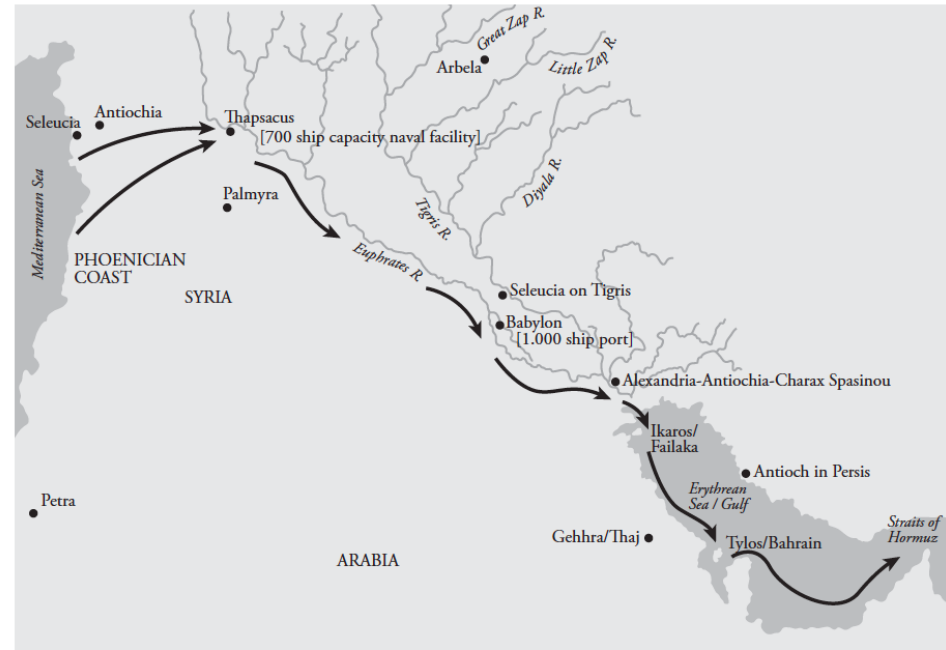 Great Zap R.
Arbela
Little Zap R.
Antiochia
Seleucia
Thapsacus
[700 ship capacity naval facility]
Mediterranean Sea
Palmyra
Diyala R.
Tigris R.
PHOENICIAN
COAST
Euphrates R.
SYRIA
Seleucia on Tigris
Babylon
[1.000 ship port]
Alexandria-Antiochia-Charax Spasinou
Ikaros/
Failaka
Antioch in Persis
Petra
Erythrean
Sea / Gulf
Straits of
Hormuz
Gehhra/Thaj
Tylos/Bahrain
ARABIA